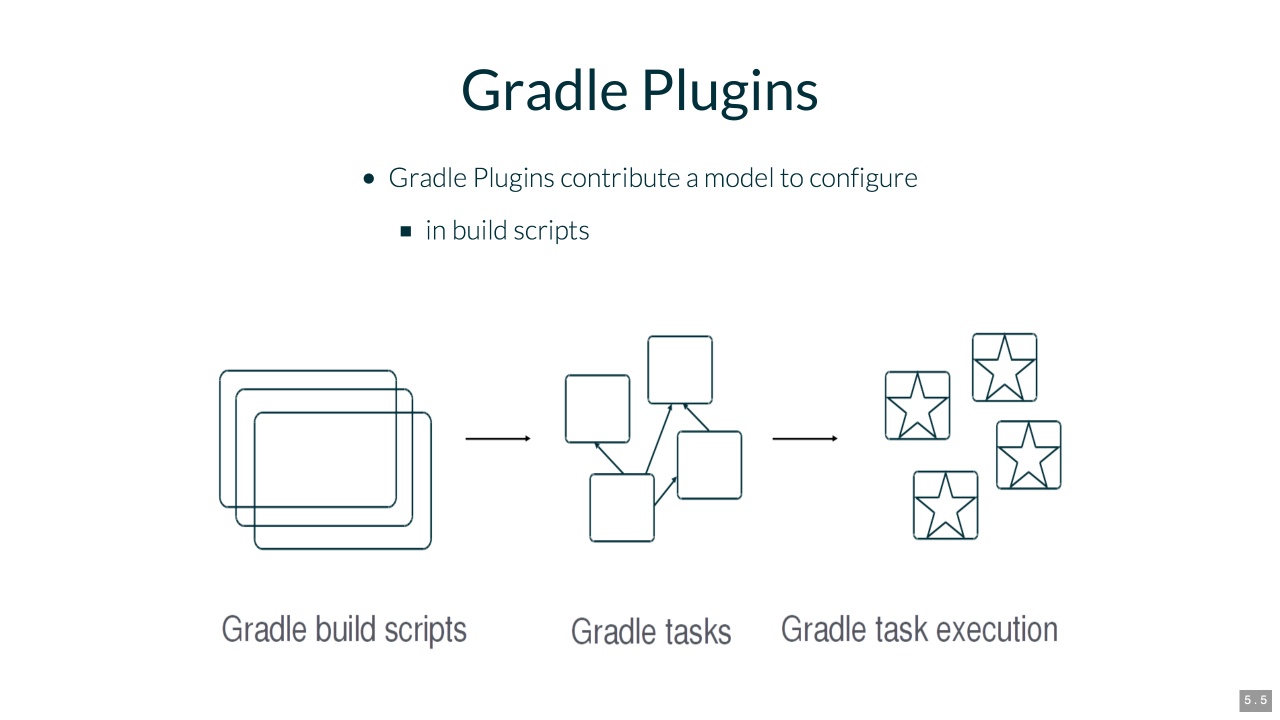 Gradle Plugins
Gradle Plugins contribute a model to configure
in build scripts
Gradle build scripts
Gradle tasks
Gradle task execution
5.5